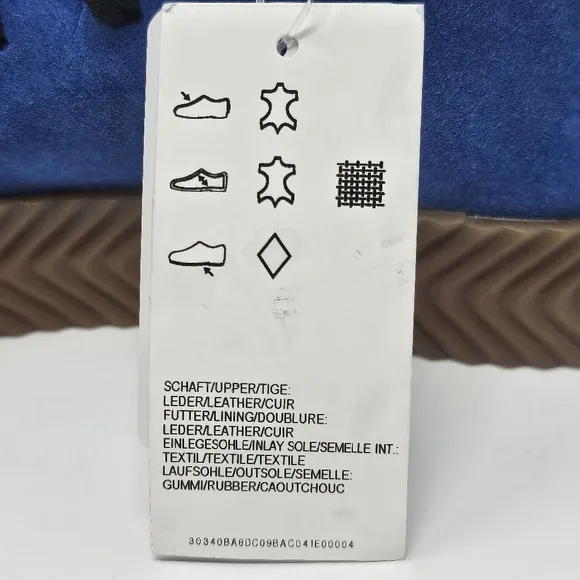 SCHAFT/UPPER/TIGE:
LEDER/LEATHER/CUIR
FUTTER/LINING/DOUBLURE:
LEDER/LEATHER/CUIR
EINLEGESOHLE/INLAY SOLE/SEMELLE INT.:
TEXTIL/TEXTILE/TEXTILE
LAUFSOHLE/OUTSOLE/SEMELLE:
GUMMI/RUBBER/CAOUTCHOUC
30340BA8DC09BAC041E00004